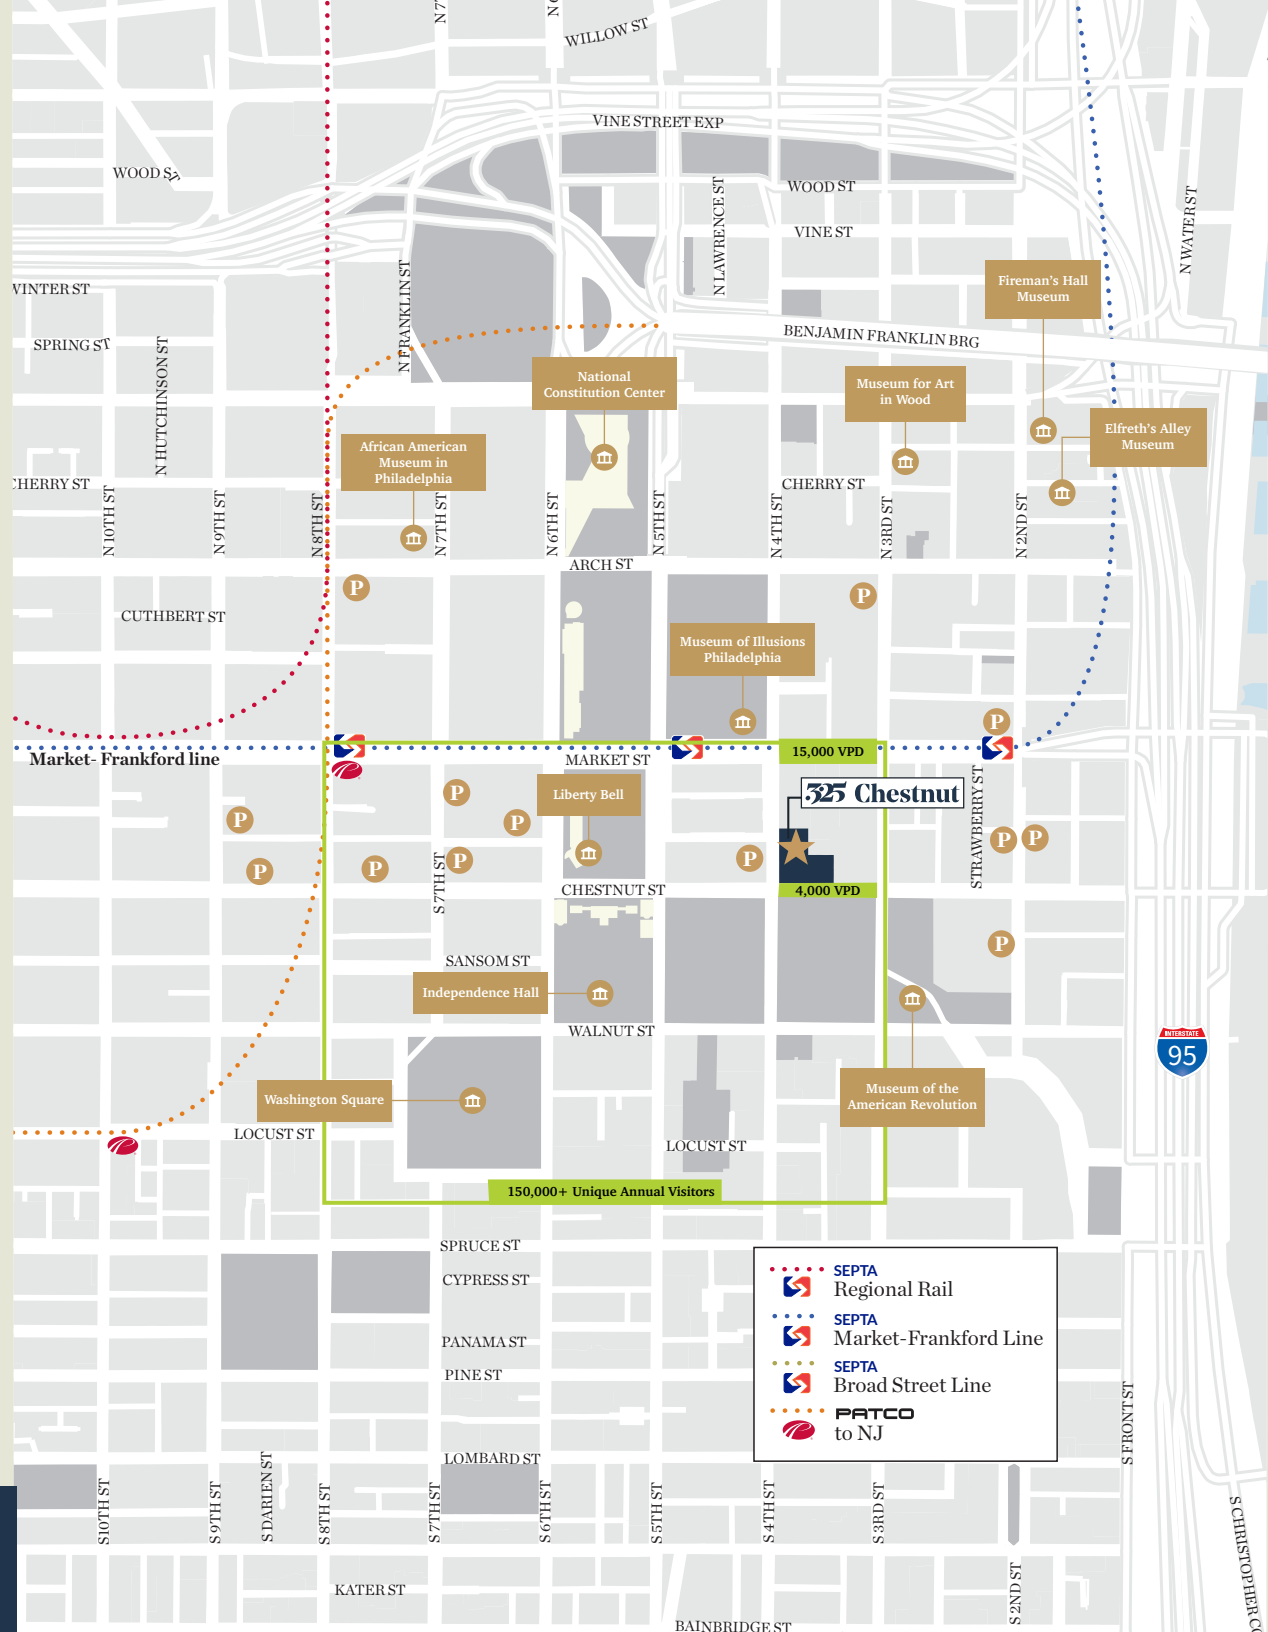 N 7T
WILLOW ST
VINE STREET EXP
WOOD ST
WOOD ST
N LAWRENCE ST
N WATER ST
VINE ST
N FRANKLIN ST
Fireman's Hall
Museum
WINTER ST
SPRING ST
N HUTCHINSON ST
BENJAMIN FRANKLIN BRG
National
Constitution Center
Museum for Art
in Wood
Elfreth's Alley
Museum
African American
Museum in
Philadelphia
CHERRY ST
CHERRY ST
N 10TH ST
N 9TH ST
N 8TH ST
N 7TH ST
N 6TH ST
N 5TH ST
N 4TH ST
N 3RD ST
N 2ND ST
ARCH ST
P
P
CUTHBERT ST
Museum of Illusions
Philadelphia
P
Market- Frankford line
MARKET ST
15,000 VPD
325 Chestnut
STRAWBERRY ST
Liberty Bell
P
P
P
P
P
P
P
P
P
S 7TH ST
CHESTNUT ST
4,000 VPD
P
SANSOM ST
Independence Hall
WALNUT ST
INTERSTATE
95
Washington Square
Museum of the
American Revolution
LOCUST ST
LOCUST ST
150,000+ Unique Annual Visitors
SPRUCE ST
CYPRESS ST
PANAMA ST
PINE ST
SEPTA
Regional Rail
SEPTA
Market-Frankford Line
SEPTA
Broad Street Line
PATCO
to NJ
S FRONT ST
LOMBARD ST
S 10TH ST
S 9TH ST
S DARIEN ST
S 8TH ST
S 7TH ST
S 6TH ST
S 5TH ST
S 4TH ST
S 3RD ST
S 2ND ST
S CHRISTOPHER CO
KATER ST
BAINBRIDGE ST